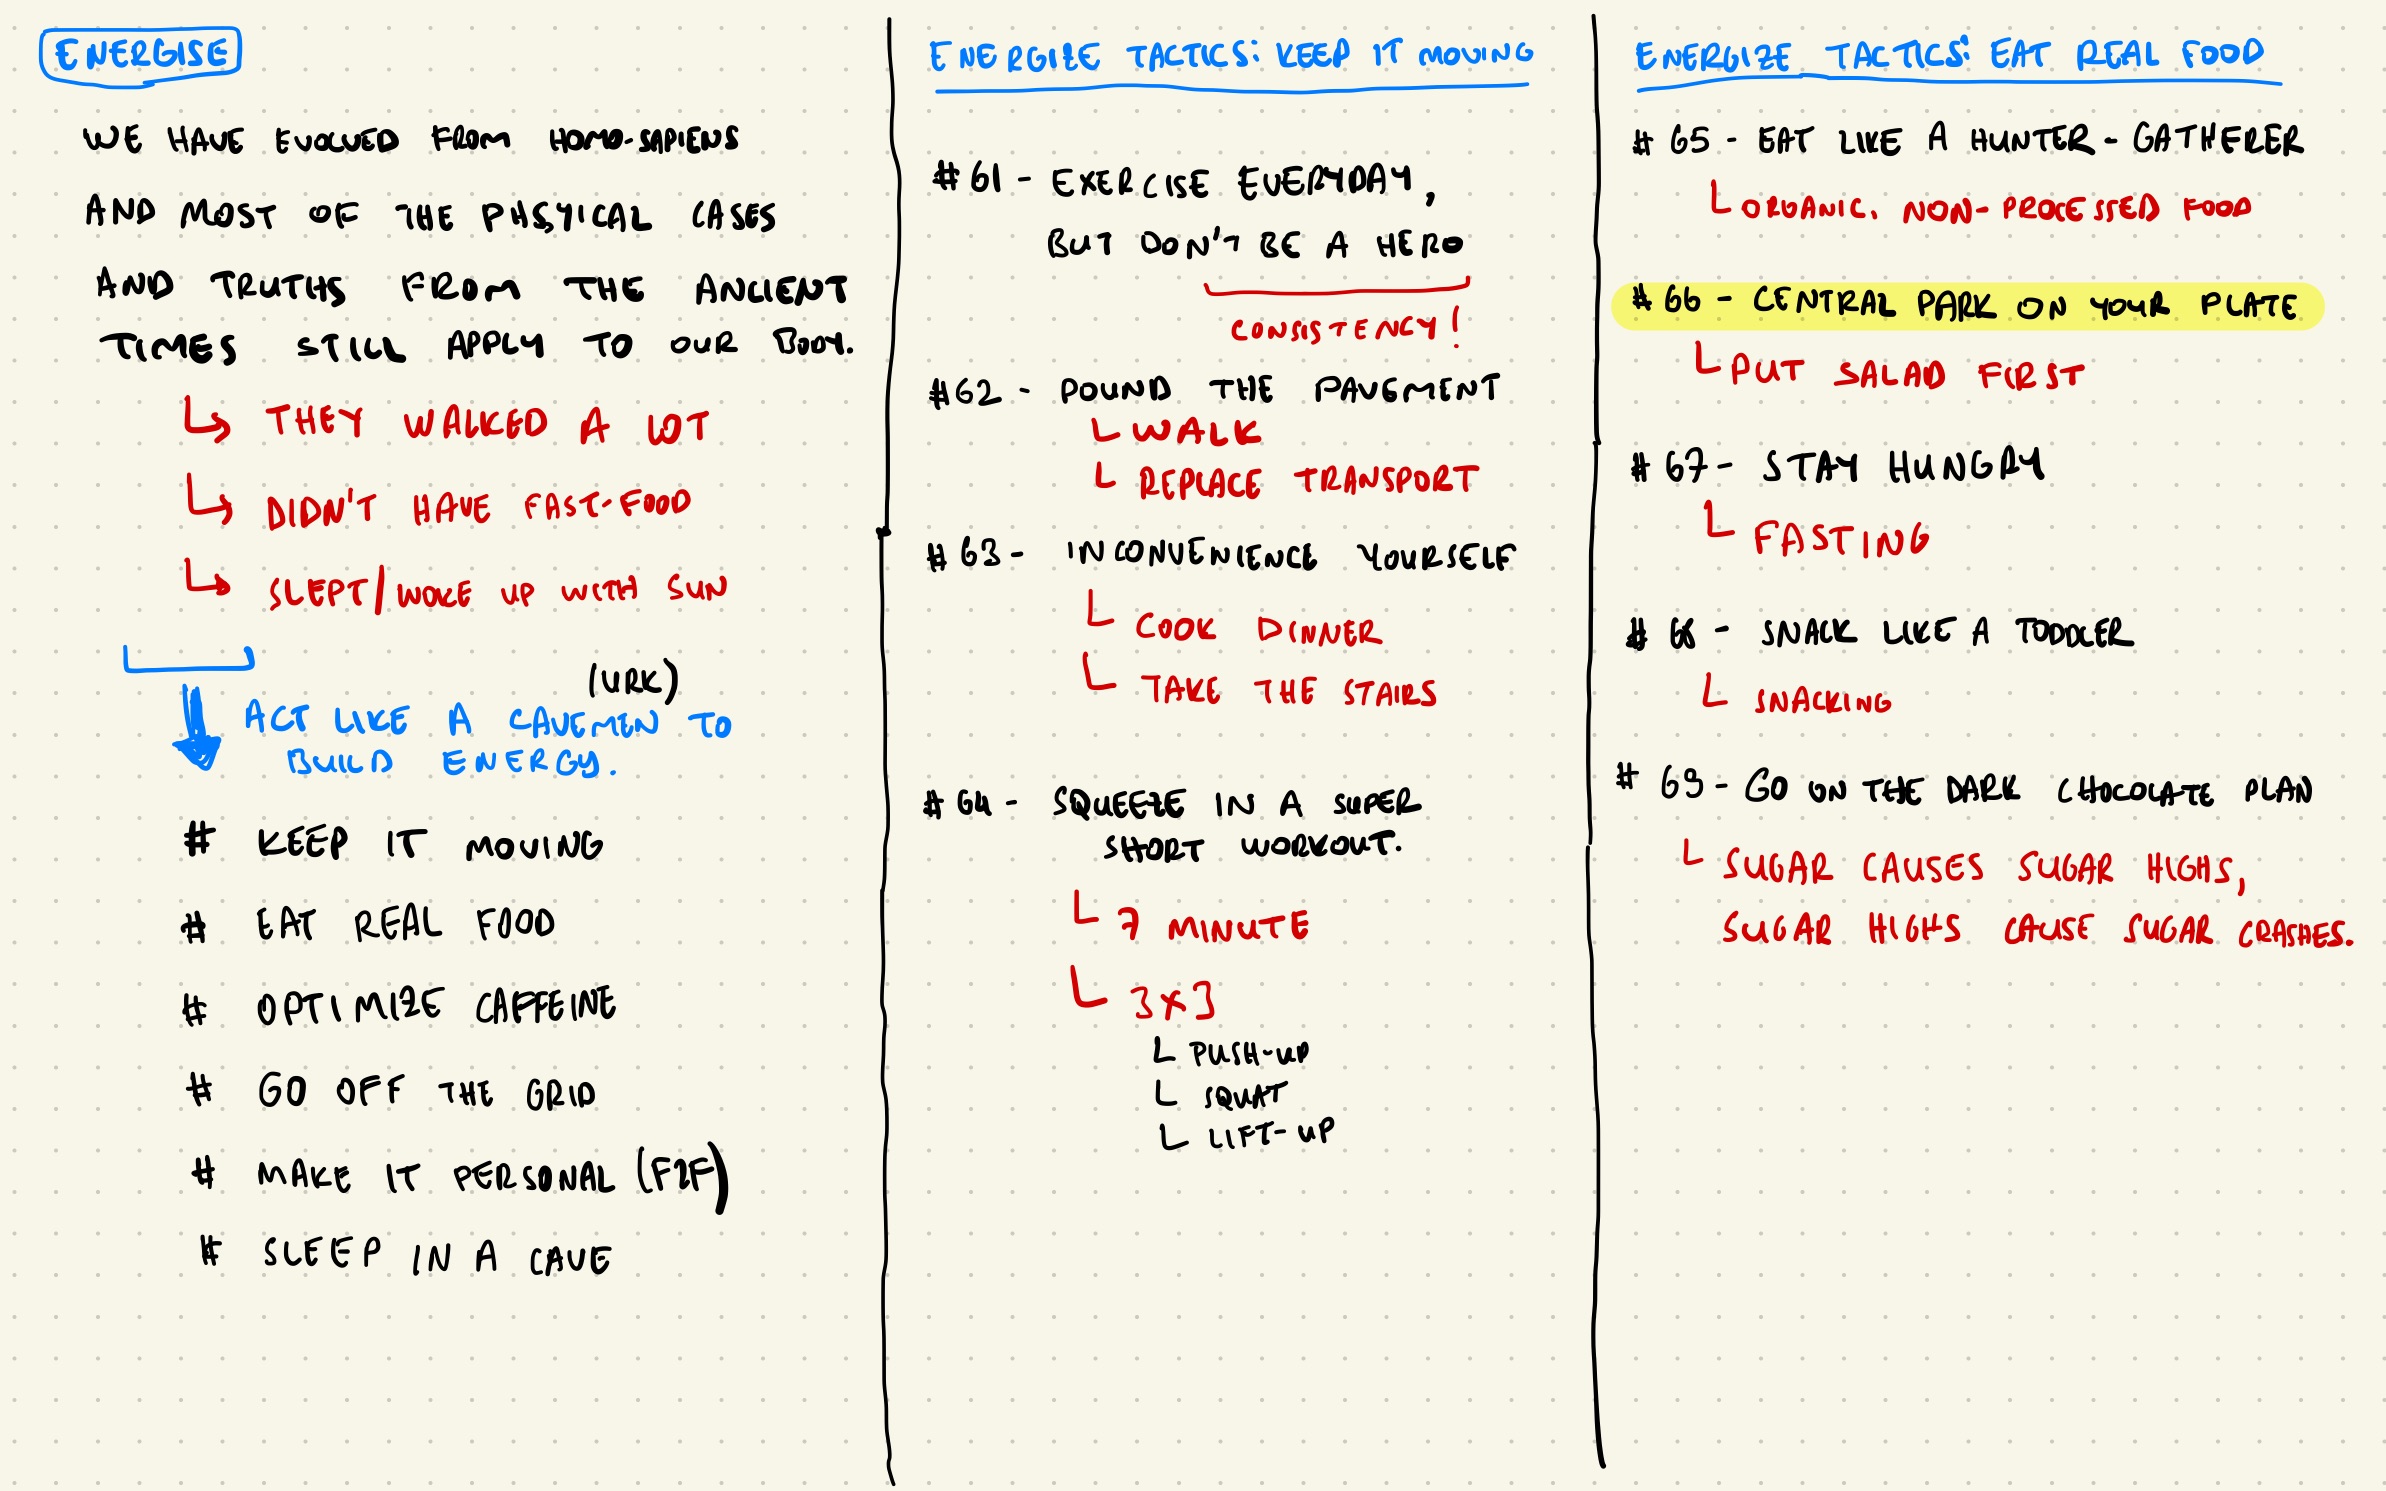 ENERGISE
WE HAVE EVOLVED FROM HOMO-SAPIENS
AND MOST OF THE PHSYICAL CASES
AND TRUTHS FROM THE ANCIENT
TIMES STILL APPLY TO OUR BODY.
THEY WALKED A LOT
DIDN'T HAVE FAST-FOOD
SLEPT/WOKE UP WITH SUN
(URK)
ACT LIKE A CAVEMEN TO
BUILD ENERGY.
# KEEP IT MOVING
# EAT REAL FOOD
# OPTIMIZE CAFFEINE
# GO OFF THE GRID
# MAKE IT PERSONAL (F2F)
# SLEEP IN A CAVE
ENERGIZE TACTICS: KEEP IT MOVING
#61 - EXERCISE EVERYDAY,
BUT DON'T BE A HERO
CONSISTENCY!
#62 - POUND THE PAVEMENT
WALK
REPLACE TRANSPORT
#63 - INCONVENIENCE YOURSELF
COOK DINNER
TAKE THE STAIRS
#64 - SQUEEZE IN A SUPER
SHORT WORKOUT.
7 MINUTE
3x3
PUSH-UP
SQUAT
LIFT-UP
ENERGIZE TACTICS: EAT REAL FOOD
#65 - EAT LIKE A HUNTER-GATHERER
ORGANIC, NON-PROCESSED FOOD
#66 - CENTRAL PARK ON YOUR PLATE
PUT SALAD FIRST
#67 - STAY HUNGRY
FASTING
#68 - SNACK LIKE A TODDLER
SNACKING
#69 - GO ON THE DARK CHOCOLATE PLAN
SUGAR CAUSES SUGAR HIGHS,
SUGAR HIGHS CAUSE SUGAR CRASHES.